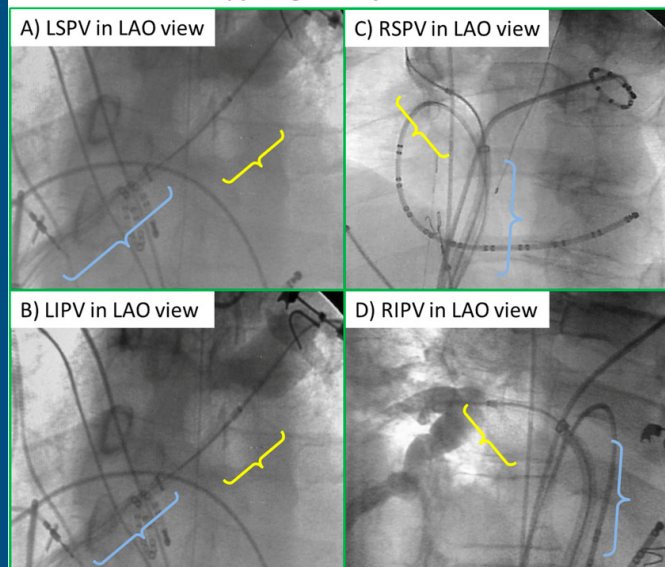 A) LSPV in LAO view
C) RSPV in LAO view
B) LIPV in LAO view
D) RIPV in LAO view